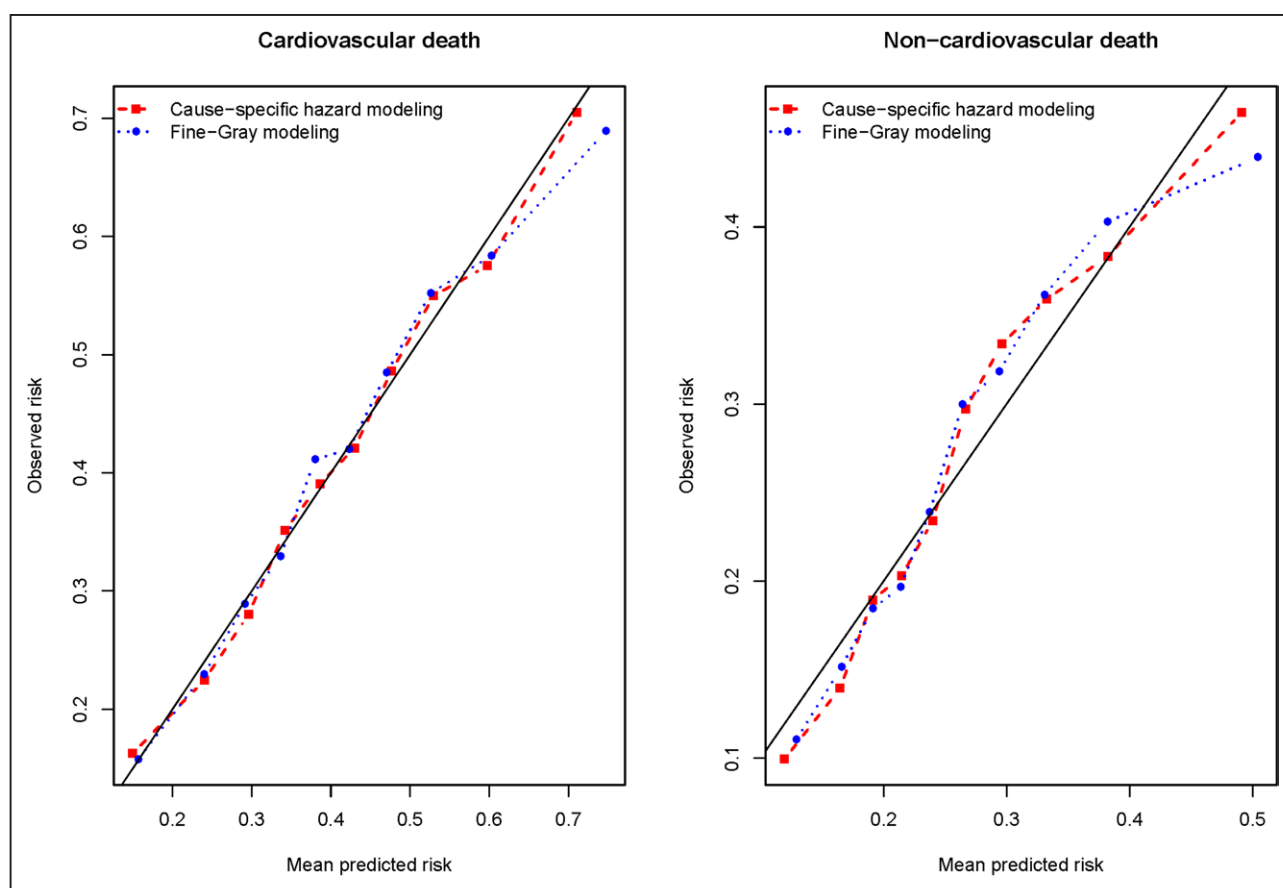 Cardiovascular death
Cause−specific hazard modeling
Fine−Gray modeling
0.7
0.6
0.5
0.4
0.3
0.2
Observed risk
0.2 0.3 0.4 0.5 0.6 0.7
Mean predicted risk
Non−cardiovascular death
Cause−specific hazard modeling
Fine−Gray modeling
0.4
0.3
0.2
0.1
Observed risk
0.2 0.3 0.4 0.5
Mean predicted risk